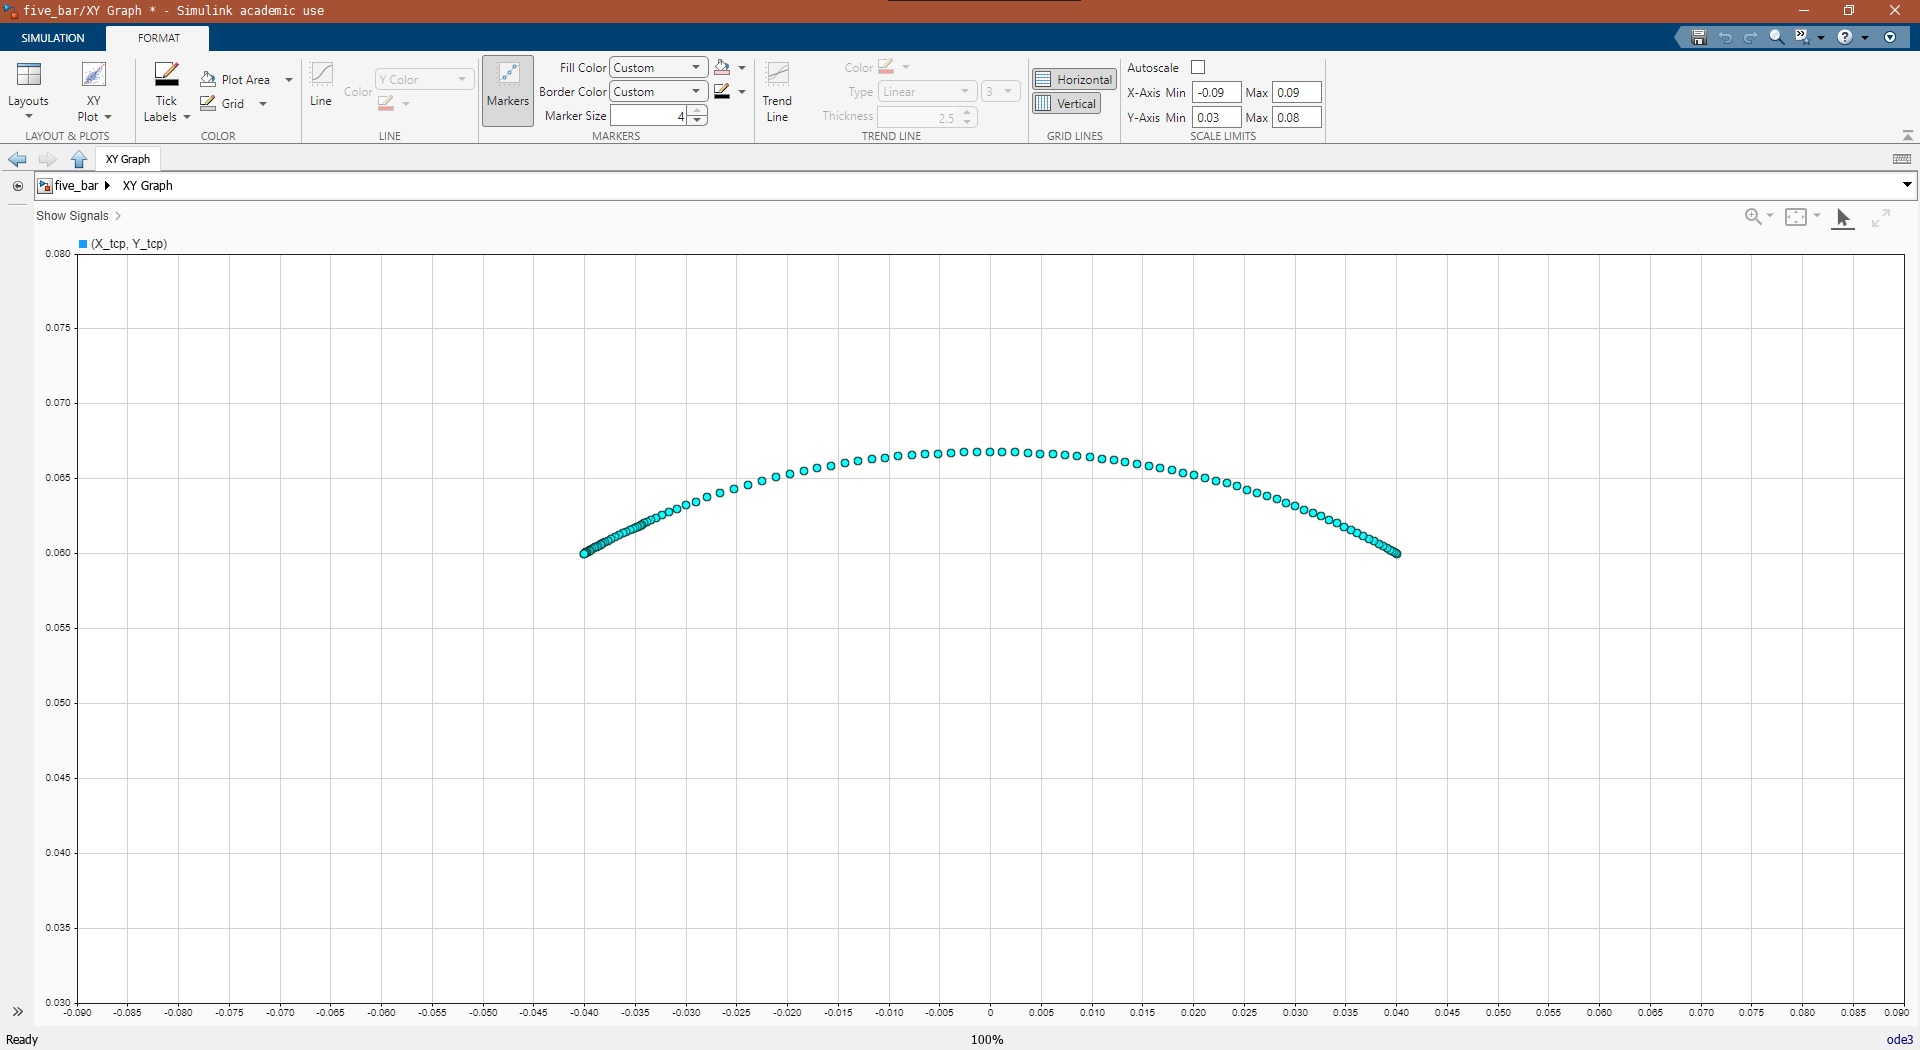 five_bar/XY Graph * - Simulink academic use
SIMULATION FORMAT
Layouts
XY Plot
LAYOUT & PLOTS
Tick Labels
Plot Area
Grid
COLOR
Line
Color Y Color
LINE
Markers
Fill Color Custom
Border Color Custom
Marker Size 4
MARKERS
Trend Line
Color
Type Linear 3
Thickness 2.5
TREND LINE
Horizontal
Vertical
GRID LINES
Autoscale
X-Axis Min -0.09 Max 0.09
Y-Axis Min 0.03 Max 0.08
SCALE LIMITS
XY Graph
five_bar XY Graph
Show Signals
(X_tcp, Y_tcp)
0.080
0.075
0.070
0.065
0.060
0.055
0.050
0.045
0.040
0.035
0.030
-0.090 -0.085 -0.080 -0.075 -0.070 -0.065 -0.060 -0.055 -0.050 -0.045 -0.040 -0.035 -0.030 -0.025 -0.020 -0.015 -0.010 -0.005 0 0.005 0.010 0.015 0.020 0.025 0.030 0.035 0.040 0.045 0.050 0.055 0.060 0.065 0.070 0.075 0.080 0.085 0.090
Ready 100% ode3